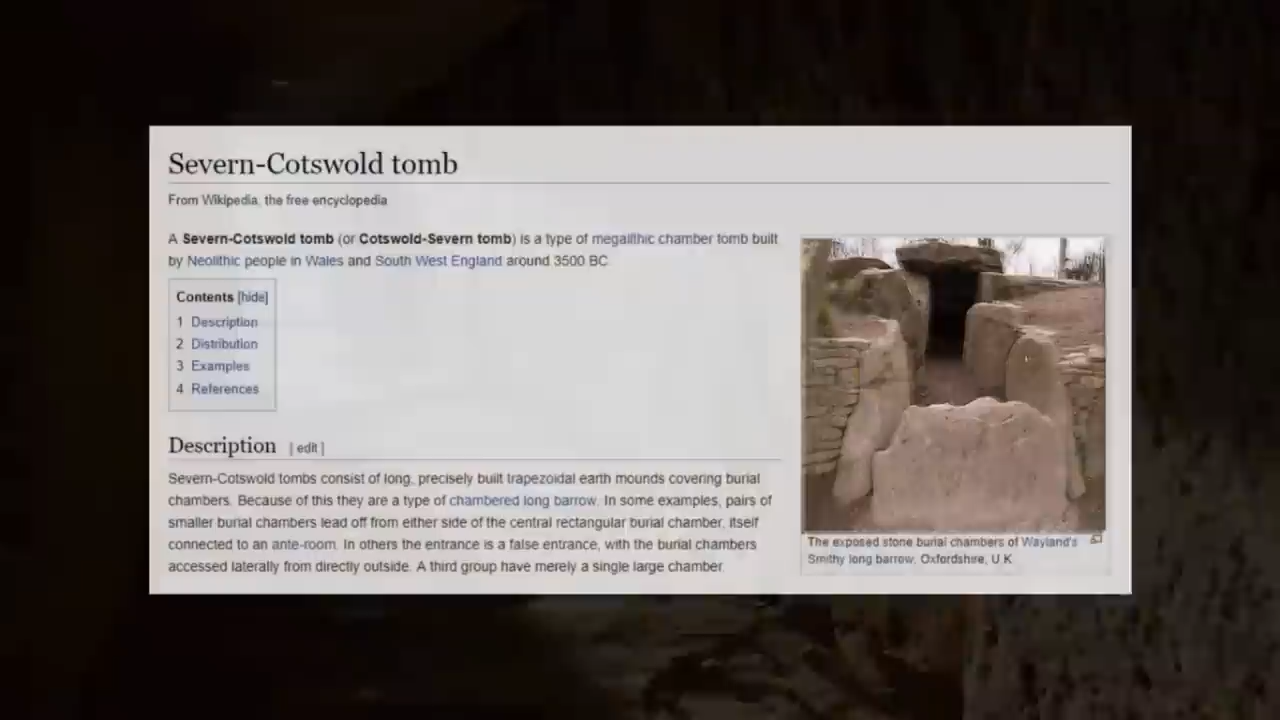 Severn-Cotswold tomb
From Wikipedia, the free encyclopedia
A Severn-Cotswold tomb (or Cotswold-Severn tomb) is a type of megalithic chamber tomb built
by Neolithic people in Wales and South West England around 3500 BC.
Contents [hide]
1 Description
2 Distribution
3 Examples
4 References
Description [ edit ]
Severn-Cotswold tombs consist of long, precisely built trapezoidal earth mounds covering burial
chambers. Because of this they are a type of chambered long barrow. In some examples, pairs of
smaller burial chambers lead off from either side of the central rectangular burial chamber, itself
connected to an ante-room. In others the entrance is a false entrance, with the burial chambers
accessed laterally from directly outside. A third group have merely a single large chamber.
The exposed stone burial chambers of Wayland's
Smithy long barrow, Oxfordshire, U.K.